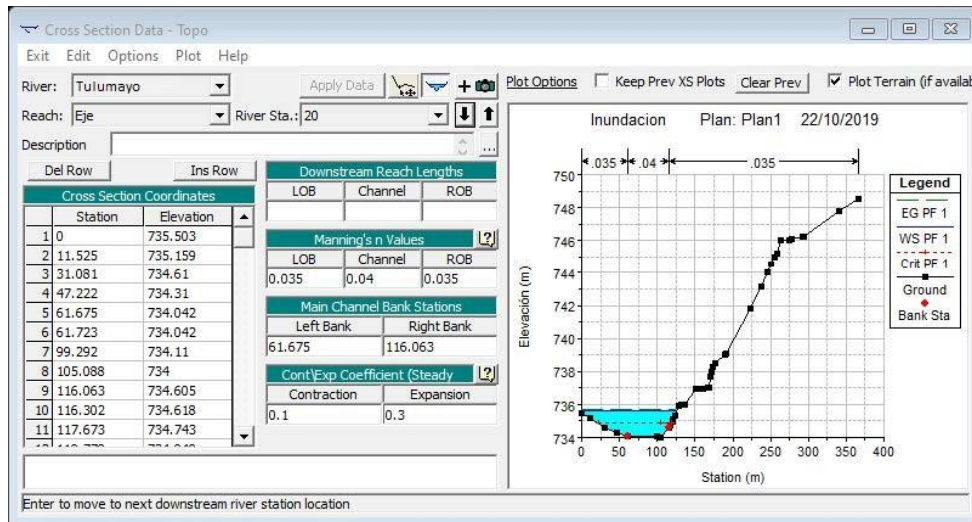 Cross Section Data - Topo
Exit Edit Options Plot Help
River: Tulumayo Apply Data
Plot Options Keep Prev XS Plots Clear Prev Plot Terrain (if availab
Reach: Eje River Sta.: 20
Description ...
Del Row Ins Row
Cross Section Coordinates
Station Elevation
1 0 735.503
2 11.525 735.159
3 31.081 734.61
4 47.222 734.31
5 61.675 734.042
6 61.723 734.042
7 99.292 734.11
8 105.088 734
9 116.063 734.605
10 116.302 734.618
11 117.673 734.743
Downstream Reach Lengths
LOB Channel ROB
Manning's n Values ?
LOB Channel ROB
0.035 0.04 0.035
Main Channel Bank Stations
Left Bank Right Bank
61.675 116.063
Cont\Exp Coefficient (Steady ?
Contraction Expansion
0.1 0.3
Inundacion Plan: Plan1 22/10/2019
.035 .04 .035
750
748
746
744
742
740
738
736
734
Elevación (m)
0 50 100 150 200 250 300 350 400
Station (m)
Legend
EG PF 1
WS PF 1
Crit PF 1
Ground
Bank Sta
Enter to move to next downstream river station location